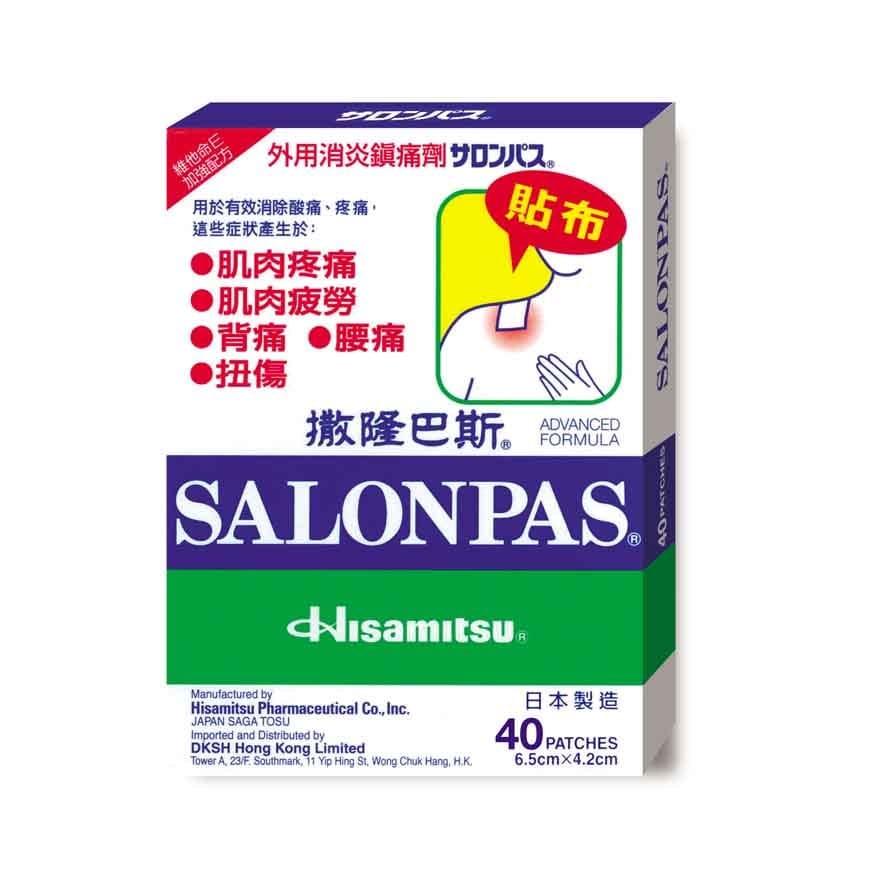 サロンパス®
維他命E
加強配方
外用消炎鎮痛劑サロンパス®
用於有效消除酸痛、疼痛，
這些症狀產生於：
●肌肉疼痛
●肌肉疲勞
●背痛 ●腰痛
●扭傷
貼布
撒隆巴斯®
ADVANCED
FORMULA
SALONPAS®
Hisamitsu®
Manufactured by
Hisamitsu Pharmaceutical Co., Inc.
JAPAN SAGA TOSU
Imported and Distributed by
DKSH Hong Kong Limited
Tower A, 23/F. Southmark, 11 Yip Hing St, Wong Chuk Hang, H.K.
日本製造
40 PATCHES
6.5cm×4.2cm
SALONPAS®
40 PATCHES